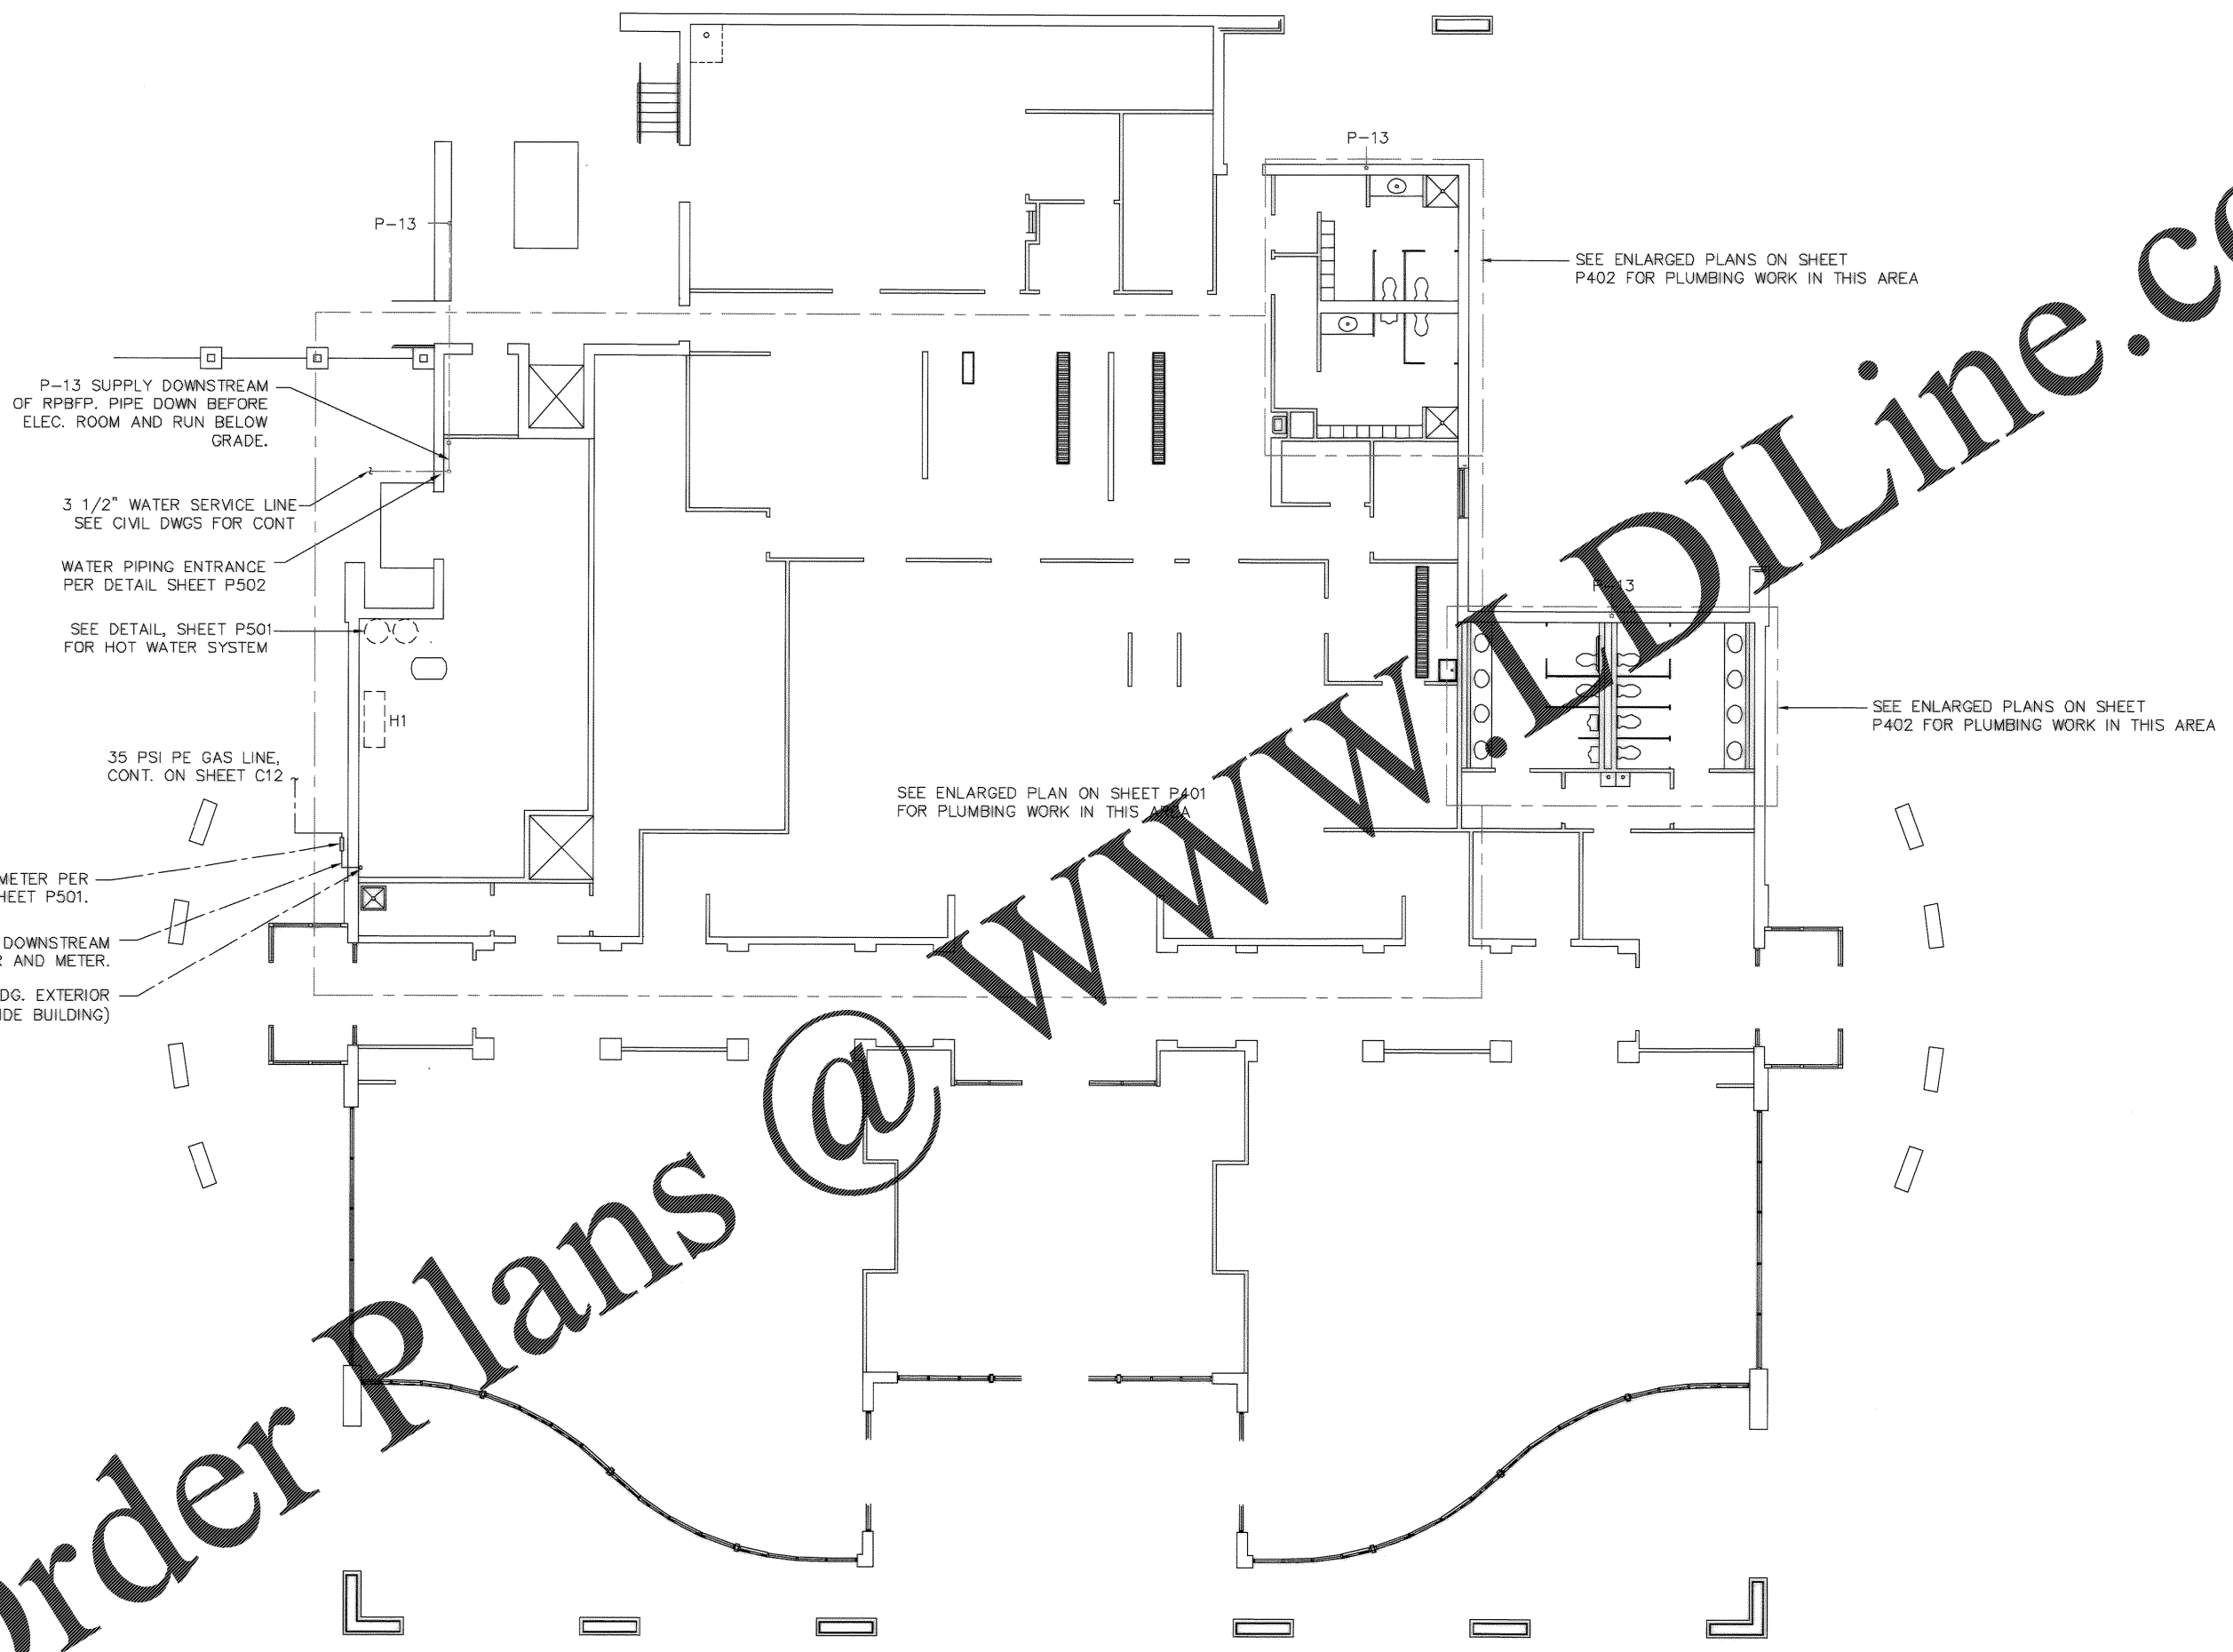 P-13
P-13
SEE ENLARGED PLANS ON SHEET
P402 FOR PLUMBING WORK IN THIS AREA
P-13 SUPPLY DOWNSTREAM
OF RPBFP. PIPE DOWN BEFORE
ELEC. ROOM AND RUN BELOW
GRADE.
3 1/2" WATER SERVICE LINE
SEE CIVIL DWGS FOR CONT
WATER PIPING ENTRANCE
PER DETAIL SHEET P502
P-13
SEE DETAIL, SHEET P501
FOR HOT WATER SYSTEM
H1
SEE ENLARGED PLANS ON SHEET
P402 FOR PLUMBING WORK IN THIS AREA
35 PSI PE GAS LINE,
CONT. ON SHEET C12
SEE ENLARGED PLAN ON SHEET P401
FOR PLUMBING WORK IN THIS AREA
METER PER
SHEET P501.
DOWNSTREAM
AND METER.
EXTERIOR
BUILDING)
Order Plans @ www.LDILine.co